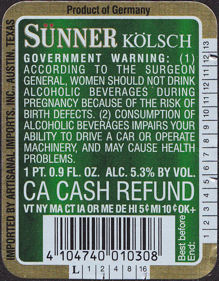 Product of Germany
SÜNNER KÖLSCH
GOVERNMENT WARNING: (1)
ACCORDING TO THE SURGEON
GENERAL, WOMEN SHOULD NOT DRINK
ALCOHOLIC BEVERAGES DURING
PREGNANCY BECAUSE OF THE RISK OF
BIRTH DEFECTS. (2) CONSUMPTION OF
ALCOHOLIC BEVERAGES IMPAIRS YOUR
ABILITY TO DRIVE A CAR OR OPERATE
MACHINERY, AND MAY CAUSE HEALTH
PROBLEMS.
1 PT. 0.9 FL. OZ. ALC. 5.3% BY VOL.
CA CASH REFUND
VT NY MA CT IA OR ME DE HI 5¢ MI 10¢ OK+
4 104740 010308
L 1 2 4 8 16
IMPORTED BY ARTISANAL IMPORTS, INC., AUSTIN, TEXAS
Best before
End:
1 2 3 4 5 6 7 8 9 10 11 12 13